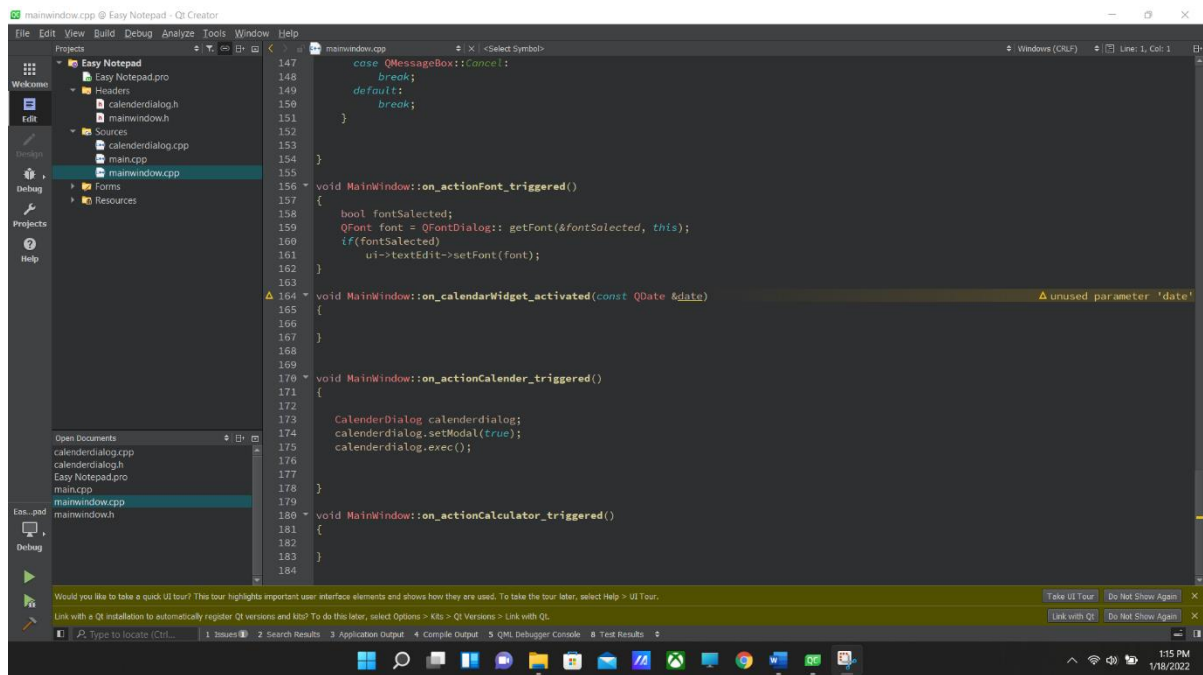 mainwindow.cpp @ Easy Notepad - Qt Creator
File Edit View Build Debug Analyze Tools Window Help
Projects
mainwindow.cpp
<Select Symbol>
Windows (CRLF)
Line: 1, Col: 1
Welcome
Edit
Design
Debug
Projects
Help
Easy Notepad
Easy Notepad.pro
Headers
calenderdialog.h
mainwindow.h
Sources
calenderdialog.cpp
main.cpp
mainwindow.cpp
Forms
Resources
Open Documents
calenderdialog.cpp
calenderdialog.h
Easy Notepad.pro
main.cpp
mainwindow.cpp
mainwindow.h
Eas...pad
Debug
147 case QMessageBox::Cancel:
148 break;
149 default:
150 break;
151 }
152
153
154 }
155
156 void MainWindow::on_actionFont_triggered()
157 {
158 bool fontSalected;
159 QFont font = QFontDialog:: getFont(&fontSalected, this);
160 if(fontSalected)
161 ui->textEdit->setFont(font);
162 }
163
164 void MainWindow::on_calendarWidget_activated(const QDate &date) unused parameter 'date'
165 {
166
167 }
168
169
170 void MainWindow::on_actionCalender_triggered()
171 {
172
173 CalenderDialog calenderdialog;
174 calenderdialog.setModal(true);
175 calenderdialog.exec();
176
177
178 }
179
180 void MainWindow::on_actionCalculator_triggered()
181 {
182
183 }
184
Would you like to take a quick UI tour? This tour highlights important user interface elements and shows how they are used. To take the tour later, select Help > UI Tour. Take UI Tour Do Not Show Again
Link with a Qt installation to automatically register Qt versions and kits? To do this later, select Options > Kits > Qt Versions > Link with Qt. Link with Qt Do Not Show Again
Type to locate (Ctrl... 1 Issues 1 2 Search Results 3 Application Output 4 Compile Output 5 QML Debugger Console 8 Test Results
1:15 PM
1/18/2022